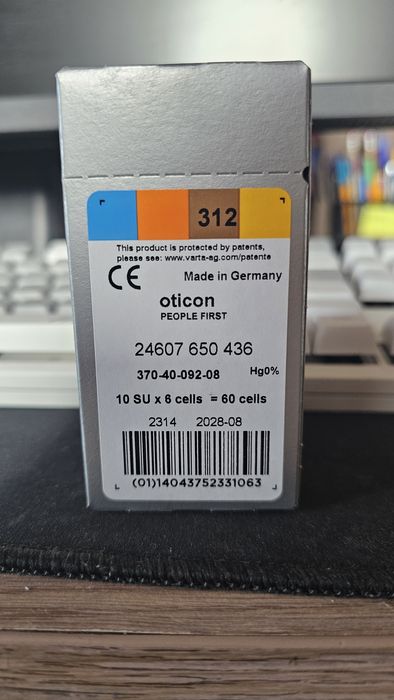 312
This product is protected by patents,
please see: www.varta-ag.com/patente
CE Made in Germany
oticon
PEOPLE FIRST
24607 650 436
370-40-092-08 Hg0%
10 SU x 6 cells = 60 cells
2314 2028-08
(01)14043752331063